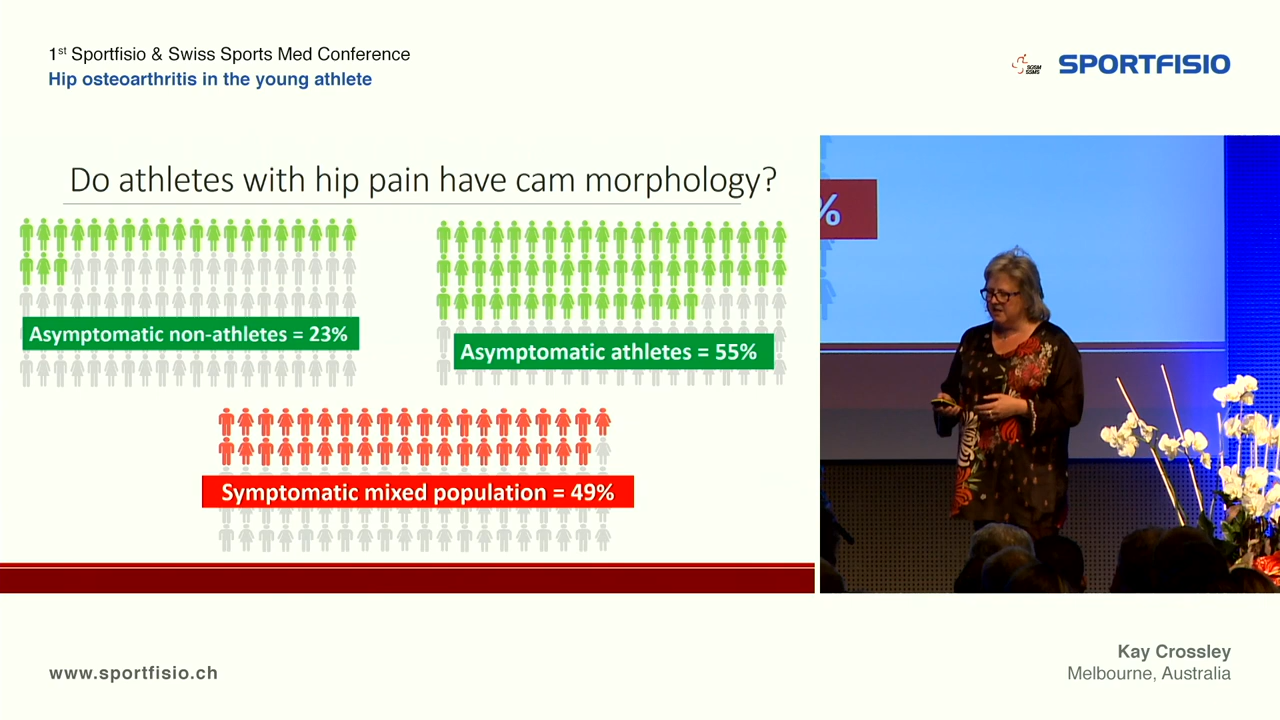 1st Sportfisio & Swiss Sports Med Conference
Hip osteoarthritis in the young athlete
SGSM
SSMS
SPORTFISIO
Do athletes with hip pain have cam morphology?
Asymptomatic non-athletes = 23%
Asymptomatic athletes = 55%
Symptomatic mixed population = 49%
%
www.sportfisio.ch
Kay Crossley
Melbourne, Australia